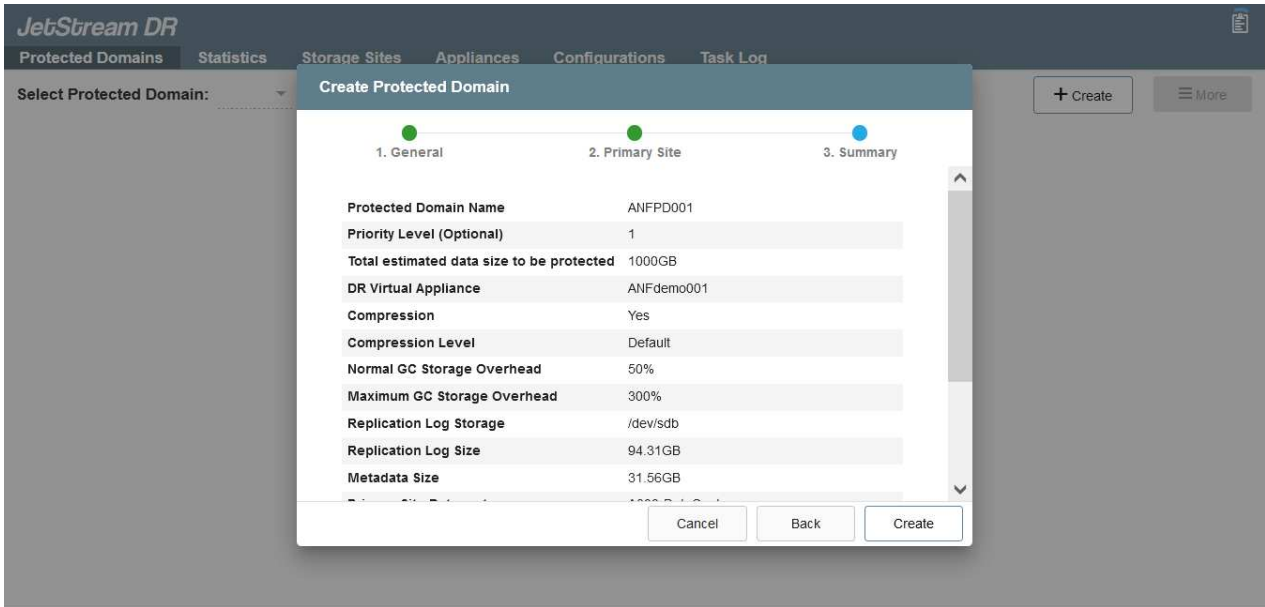 JetStream DR
Protected Domains Statistics Storage Sites Appliances Configurations Task Log
Select Protected Domain:
+ Create
More
Create Protected Domain
1. General 2. Primary Site 3. Summary
Protected Domain Name ANFPD001
Priority Level (Optional) 1
Total estimated data size to be protected 1000GB
DR Virtual Appliance ANFdemo001
Compression Yes
Compression Level Default
Normal GC Storage Overhead 50%
Maximum GC Storage Overhead 300%
Replication Log Storage /dev/sdb
Replication Log Size 94.31GB
Metadata Size 31.56GB
Cancel Back Create